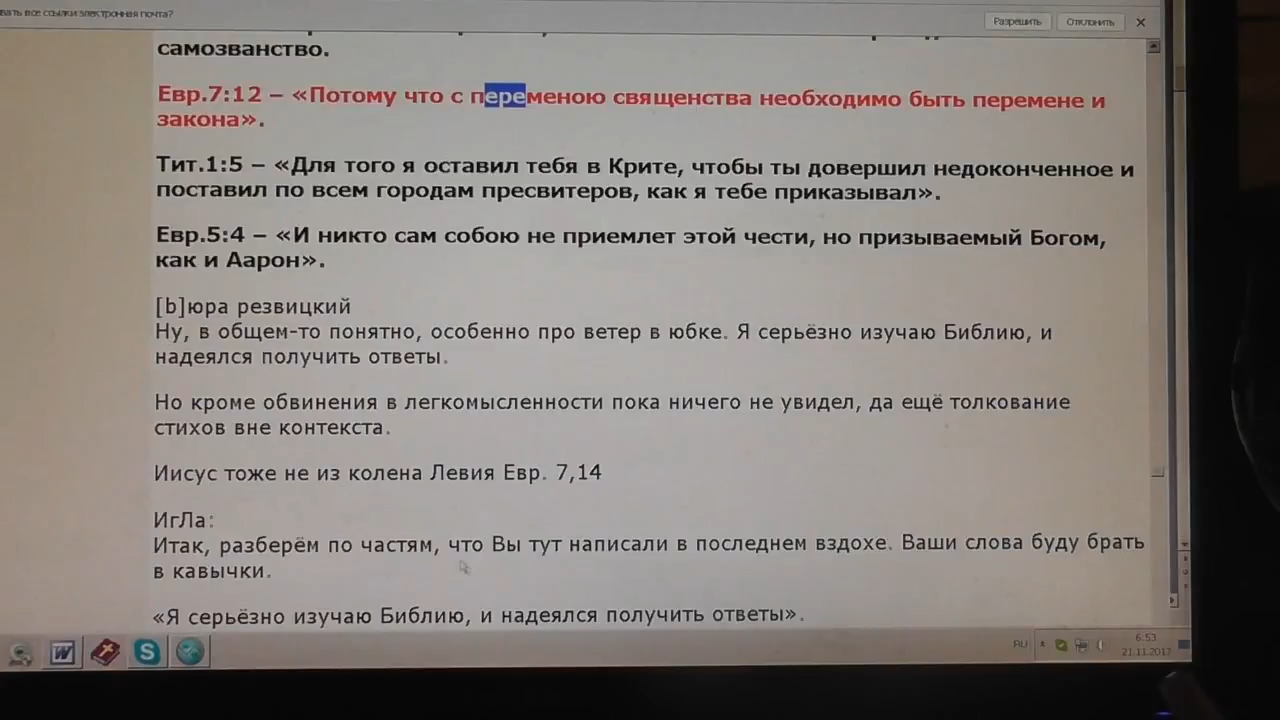 вать все ссылки электронная почта?
Разрешить
Отклонить
самозванство.
Евр.7:12 – «Потому что с переменою священства необходимо быть перемене и
закона».
Тит.1:5 – «Для того я оставил тебя в Крите, чтобы ты довершил недоконченное и
поставил по всем городам пресвитеров, как я тебе приказывал».
Евр.5:4 – «И никто сам собою не приемлет этой чести, но призываемый Богом,
как и Аарон».
[b]юра резвицкий
Ну, в общем-то понятно, особенно про ветер в юбке. Я серьёзно изучаю Библию, и
надеялся получить ответы.
Но кроме обвинения в легкомысленности пока ничего не увидел, да ещё толкование
стихов вне контекста.
Иисус тоже не из колена Левия Евр. 7,14
ИгЛа:
Итак, разберём по частям, что Вы тут написали в последнем вздохе. Ваши слова буду брать
в кавычки.
«Я серьёзно изучаю Библию, и надеялся получить ответы».
RU
6:53
21.11.2017